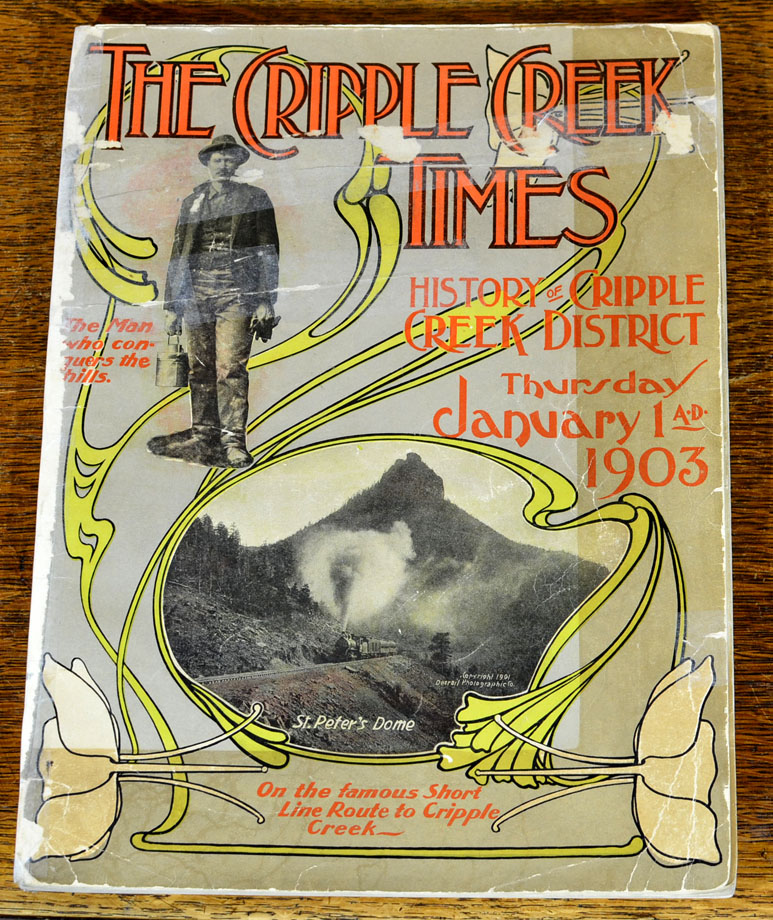 THE CRIPPLE CREEK
TIMES
HISTORY OF CRIPPLE
CREEK DISTRICT
Thursday
January 1 A.D.
1903
The Man
who con-
quers the
hills.
Copyright 1901
Detroit Photographic Co.
St. Peter's Dome
On the famous Short
Line Route to Cripple
Creek—